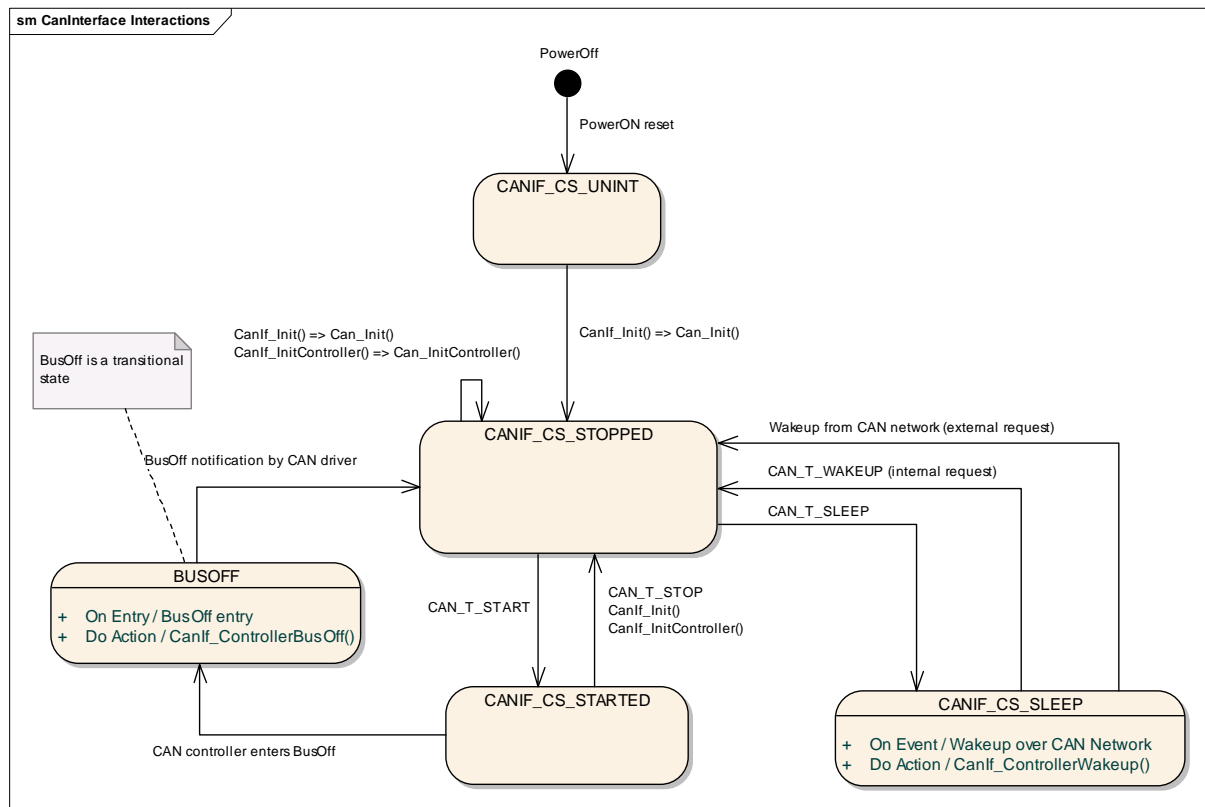 sm CanInterface Interactions
PowerOff
PowerON reset
CANIF_CS_UNINT
CanIf_Init() => Can_Init()
CanIf_InitController() => Can_InitController()
CanIf_Init() => Can_Init()
BusOff is a transitional
state
CANIF_CS_STOPPED
Wakeup from CAN network (external request)
BusOff notification by CAN driver
CAN_T_WAKEUP (internal request)
CAN_T_SLEEP
BUSOFF
+ On Entry / BusOff entry
+ Do Action / CanIf_ControllerBusOff()
CAN_T_START
CAN_T_STOP
CanIf_Init()
CanIf_InitController()
CANIF_CS_STARTED
CANIF_CS_SLEEP
+ On Event / Wakeup over CAN Network
+ Do Action / CanIf_ControllerWakeup()
CAN controller enters BusOff